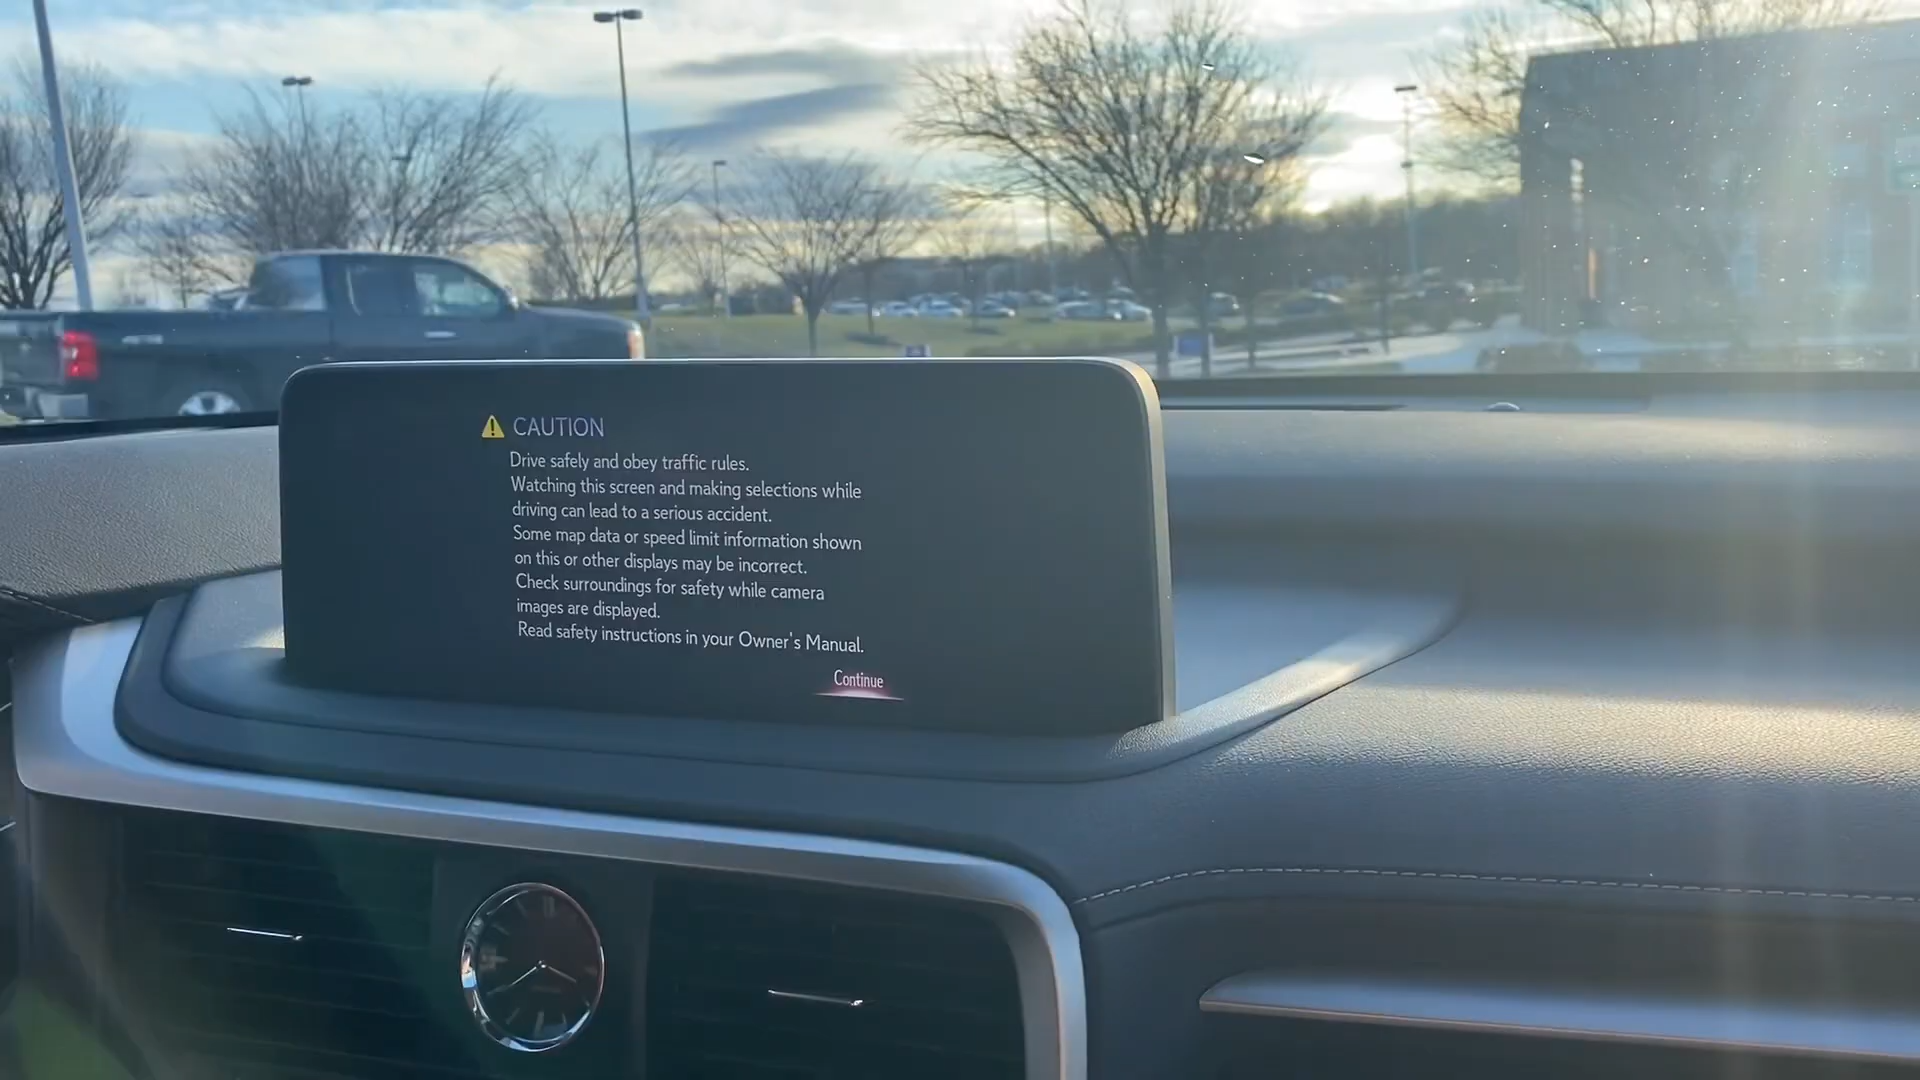 CAUTION
Drive safely and obey traffic rules.
Watching this screen and making selections while
driving can lead to a serious accident.
Some map data or speed limit information shown
on this or other displays may be incorrect.
Check surroundings for safety while camera
images are displayed.
Read safety instructions in your Owner's Manual.
Continue